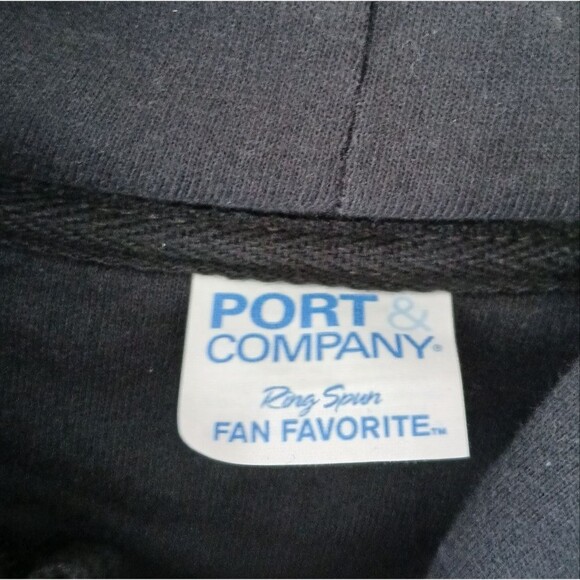 PORT &
COMPANY®
Ring Spun
FAN FAVORITE™